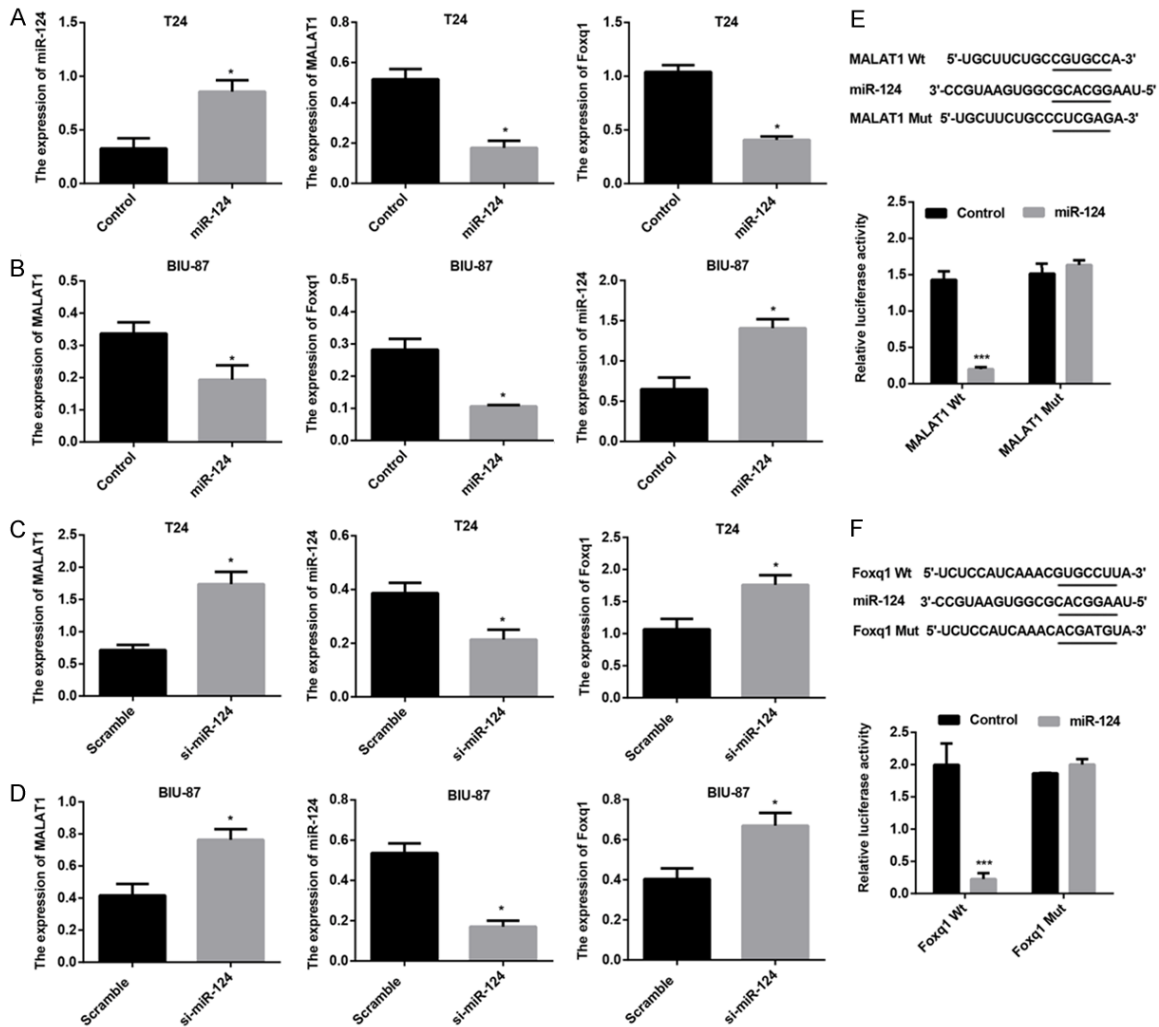 A
T24
The expression of miR-124
1.5
1.0
0.5
0.0
*
Control
miR-124
T24
The expression of MALAT1
0.8
0.6
0.4
0.2
0.0
*
Control
miR-124
T24
The expression of Foxq1
1.5
1.0
0.5
0.0
*
Control
miR-124
B
BIU-87
The expression of MALAT1
0.5
0.4
0.3
0.2
0.1
0.0
*
Control
miR-124
BIU-87
The expression of Foxq1
0.5
0.4
0.3
0.2
0.1
0.0
*
Control
miR-124
BIU-87
The expression of miR-124
2.0
1.5
1.0
0.5
0.0
*
Control
miR-124
C
T24
The expression of MALAT1
2.5
2.0
1.5
1.0
0.5
0.0
*
Scramble
si-miR-124
T24
The expression of miR-124
0.6
0.4
0.2
0.0
*
Scramble
si-miR-124
T24
The expression of Foxq1
2.5
2.0
1.5
1.0
0.5
0.0
*
Scramble
si-miR-124
D
BIU-87
The expression of MALAT1
1.0
0.8
0.6
0.4
0.2
0.0
*
Scramble
si-miR-124
BIU-87
The expression of miR-124
0.8
0.6
0.4
0.2
0.0
*
Scramble
si-miR-124
BIU-87
The expression of Foxq1
0.8
0.6
0.4
0.2
0.0
*
Scramble
si-miR-124
E
MALAT1 Wt 5'-UGCUUCUGCCGUGCCA-3'
miR-124 3'-CCGUAAGUGGCGCACGGAAU-5'
MALAT1 Mut 5'-UGCUUCUGCCCUCGAGA-3'
Control
miR-124
Relative luciferase activity
2.5
2.0
1.5
1.0
0.5
0.0
***
MALAT1 Wt
MALAT1 Mut
F
Foxq1 Wt 5'-UCUCCAUCAAACGUGCCUUA-3'
miR-124 3'-CCGUAAGUGGCGCACGGAAU-5'
Foxq1 Mut 5'-UCUCCAUCAAACACGAUGUA-3'
Control
miR-124
Relative luciferase activity
2.5
2.0
1.5
1.0
0.5
0.0
***
Foxq1 Wt
Foxq1 Mut